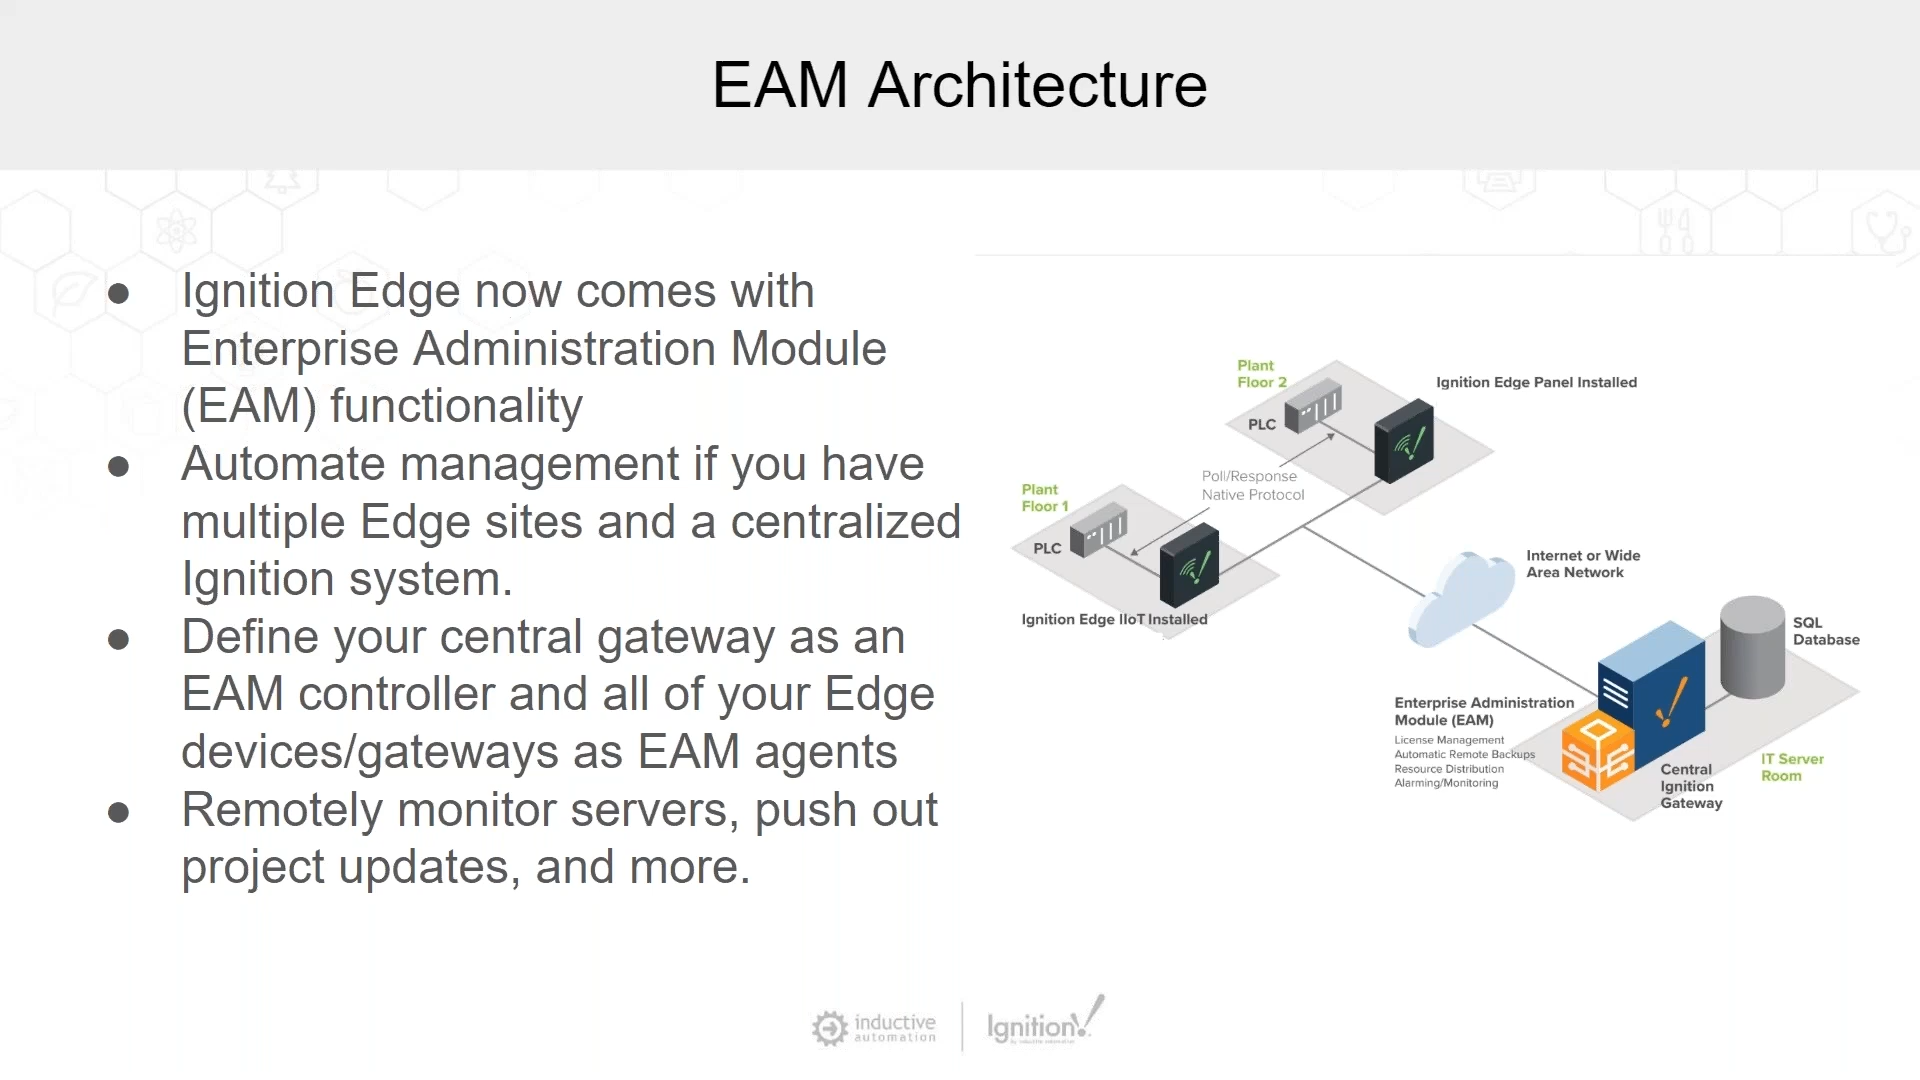 EAM Architecture
● Ignition Edge now comes with
Enterprise Administration Module
(EAM) functionality
● Automate management if you have
multiple Edge sites and a centralized
Ignition system.
● Define your central gateway as an
EAM controller and all of your Edge
devices/gateways as EAM agents
● Remotely monitor servers, push out
project updates, and more.
Plant
Floor 2
PLC
Ignition Edge Panel Installed
Poll/Response
Native Protocol
Plant
Floor 1
PLC
Ignition Edge IIoT Installed
Internet or Wide
Area Network
SQL
Database
Enterprise Administration
Module (EAM)
License Management
Automatic Remote Backups
Resource Distribution
Alarming/Monitoring
Central
Ignition
Gateway
IT Server
Room
inductive
automation
Ignition!
by inductive automation